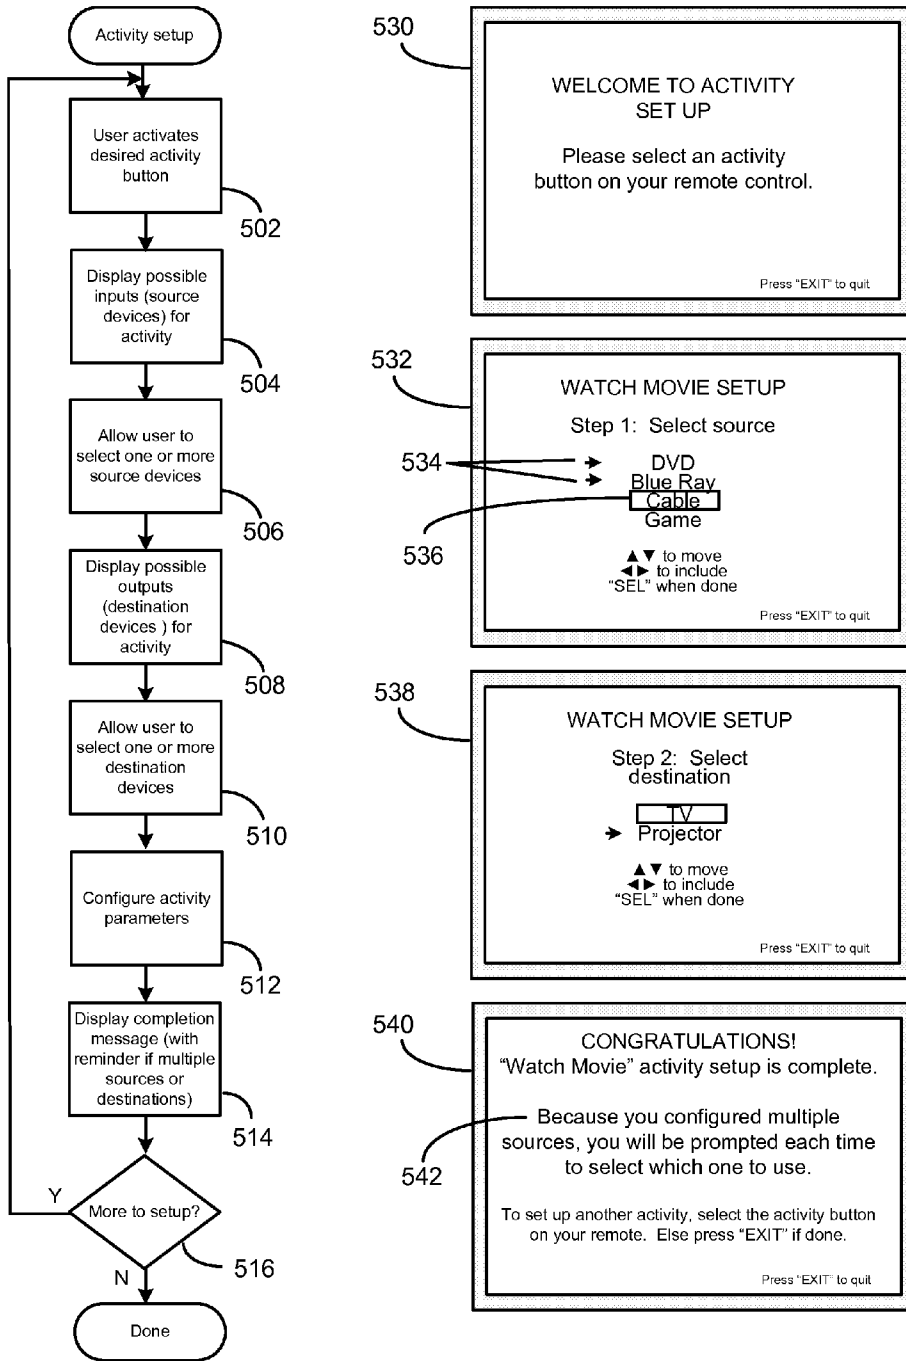 Activity setup
User activates
desired activity
button
502
Display possible
inputs (source
devices) for
activity
504
Allow user to
select one or more
source devices
506
Display possible
outputs
(destination
devices ) for
activity
508
Allow user to
select one or more
destination
devices
510
Configure activity
parameters
512
Display completion
message (with
reminder if multiple
sources or
destinations)
514
Y
More to setup?
516
N
Done
530
WELCOME TO ACTIVITY
SET UP
Please select an activity
button on your remote control.
Press "EXIT" to quit
532
WATCH MOVIE SETUP
Step 1: Select source
534
DVD
Blue Ray
Cable
Game
536
▲▼ to move
◄► to include
"SEL" when done
Press "EXIT" to quit
538
WATCH MOVIE SETUP
Step 2: Select
destination
TV
Projector
▲▼ to move
◄► to include
"SEL" when done
Press "EXIT" to quit
540
CONGRATULATIONS!
"Watch Movie" activity setup is complete.
542
Because you configured multiple
sources, you will be prompted each time
to select which one to use.
To set up another activity, select the activity button
on your remote. Else press "EXIT" if done.
Press "EXIT" to quit